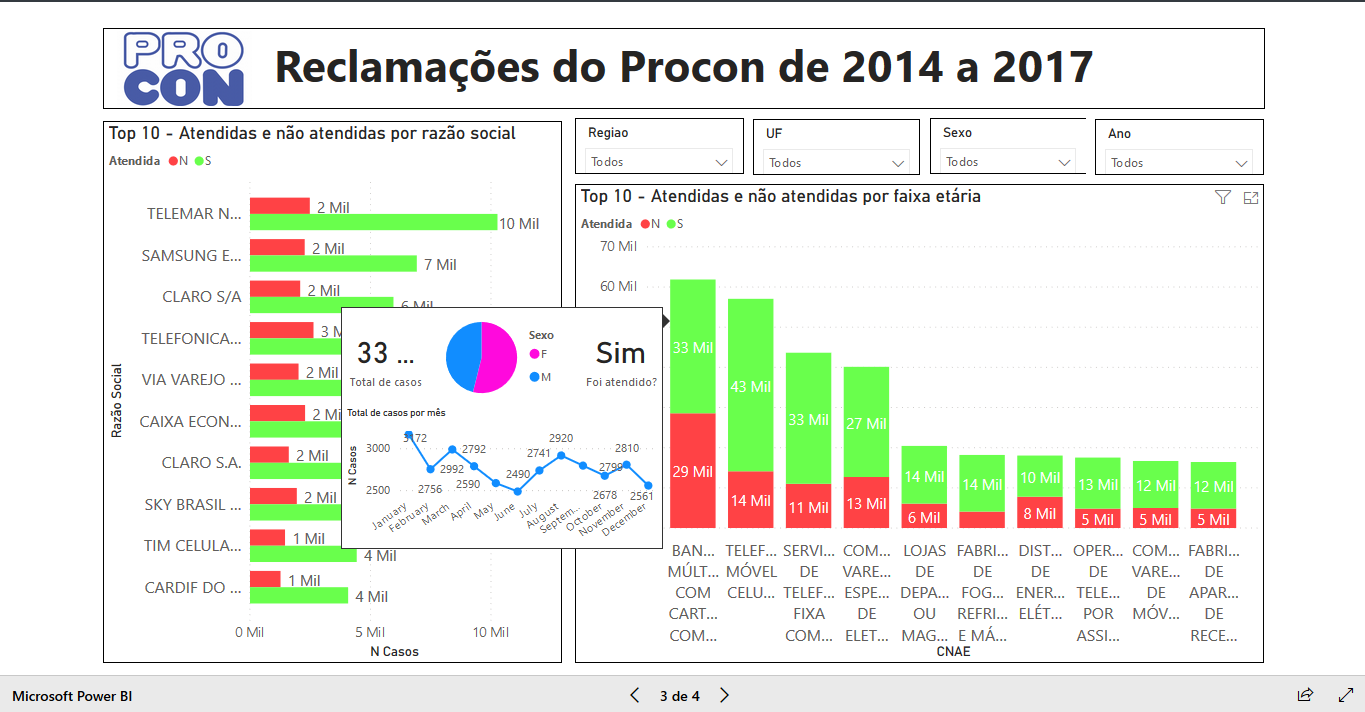 PRO
CON
Reclamações do Procon de 2014 a 2017
Top 10 - Atendidas e não atendidas por razão social
Atendida N S
TELEMAR N...
2 Mil
10 Mil
SAMSUNG E...
2 Mil
7 Mil
CLARO S/A
2 Mil
6 Mil
TELEFONICA...
3 M
VIA VAREJO ...
2 Mil
CAIXA ECON...
2 Mil
CLARO S.A.
2 Mil
SKY BRASIL ...
2 Mil
TIM CELULA...
1 Mil
4 Mil
CARDIF DO ...
1 Mil
4 Mil
0 Mil 5 Mil 10 Mil
N Casos
Razão Social
Regiao
Todos
UF
Todos
Sexo
Todos
Ano
Todos
Top 10 - Atendidas e não atendidas por faixa etária
Atendida N S
70 Mil
60 Mil
33 Mil
29 Mil
43 Mil
14 Mil
33 Mil
11 Mil
27 Mil
13 Mil
14 Mil
6 Mil
14 Mil
10 Mil
8 Mil
13 Mil
5 Mil
12 Mil
5 Mil
12 Mil
5 Mil
BAN...
MÚLT...
COM
CART...
COM...
TELEF...
MÓVEL
CELU...
SERVI...
DE
TELEF...
FIXA
COM...
COM...
VARE...
ESPE...
DE
ELET...
LOJAS
DE
DEPA...
OU
MAG...
FABRI...
DE
FOG...
REFRI...
E MÁ...
DIST...
DE
ENER...
ELÉT...
OPER...
DE
TELE...
POR
ASSI...
COM...
VARE...
DE
MÓV...
FABRI...
DE
APAR...
DE
RECE...
CNAE
33 ...
Total de casos
Sexo
F
M
Sim
Foi atendido?
Total de casos por mês
N Casos
3000
2500
3172
2756
2992
2792
2590
2490
2741
2920
2799
2678
2810
2561
January
February
March
April
May
June
July
August
Septem...
October
November
December
Microsoft Power BI
3 de 4